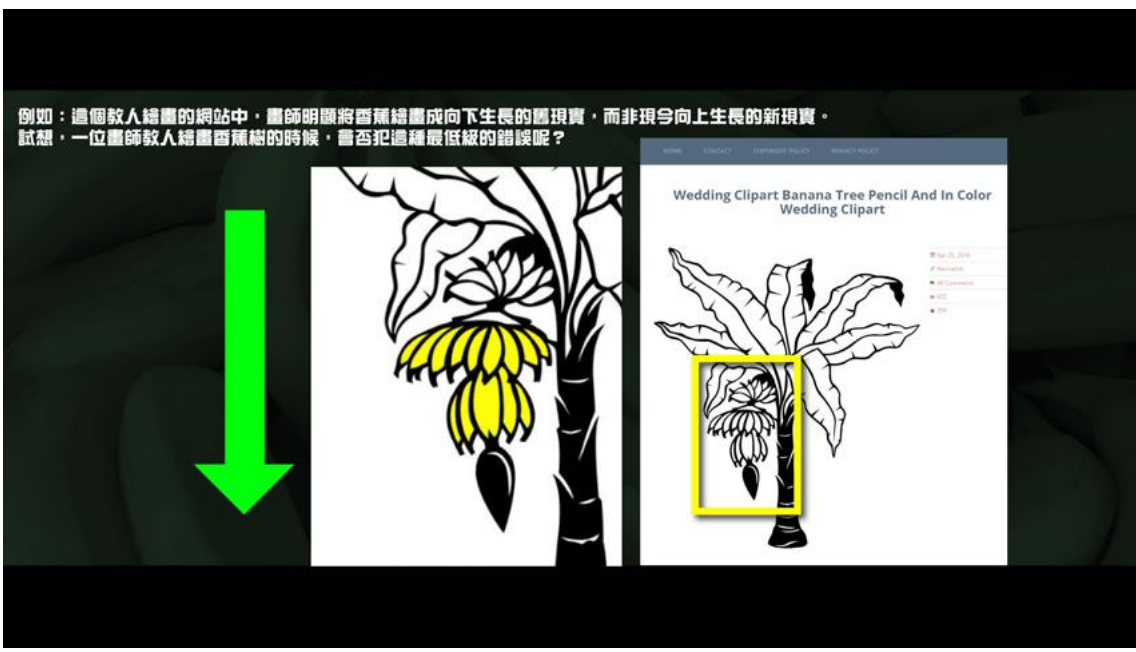 例如：這個教人繪畫的網站中，畫師明顯將香蕉繪畫成向下生長的舊現實，而非現今向上生長的新現實。
試想，一位畫師教人繪畫香蕉樹的時候，會否犯這種最低級的錯誤呢？
HOME CONTACT COPYRIGHT POLICY PRIVACY POLICY
Wedding Clipart Banana Tree Pencil And In Color
Wedding Clipart
Apr 25, 2016
Permalink